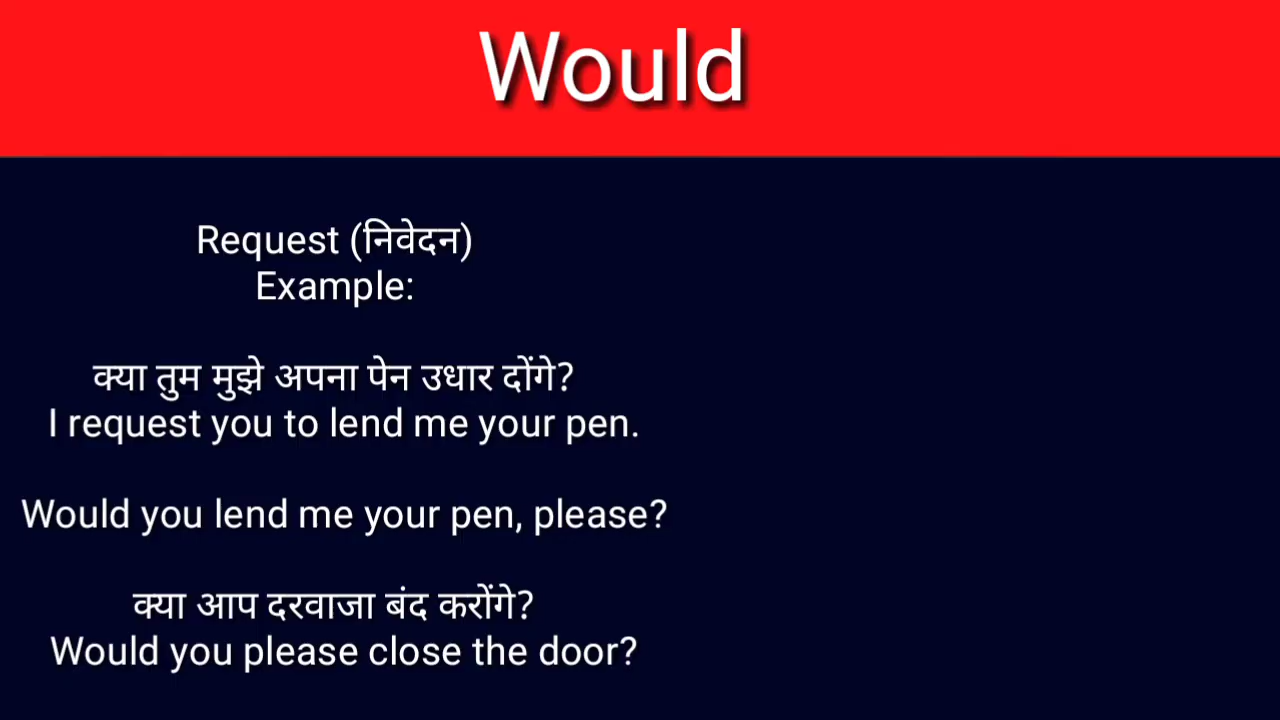 Would
Request (निवेदन)
Example:
क्या तुम मुझे अपना पेन उधार दोंगे?
I request you to lend me your pen.
Would you lend me your pen, please?
क्या आप दरवाजा बंद करोंगे?
Would you please close the door?